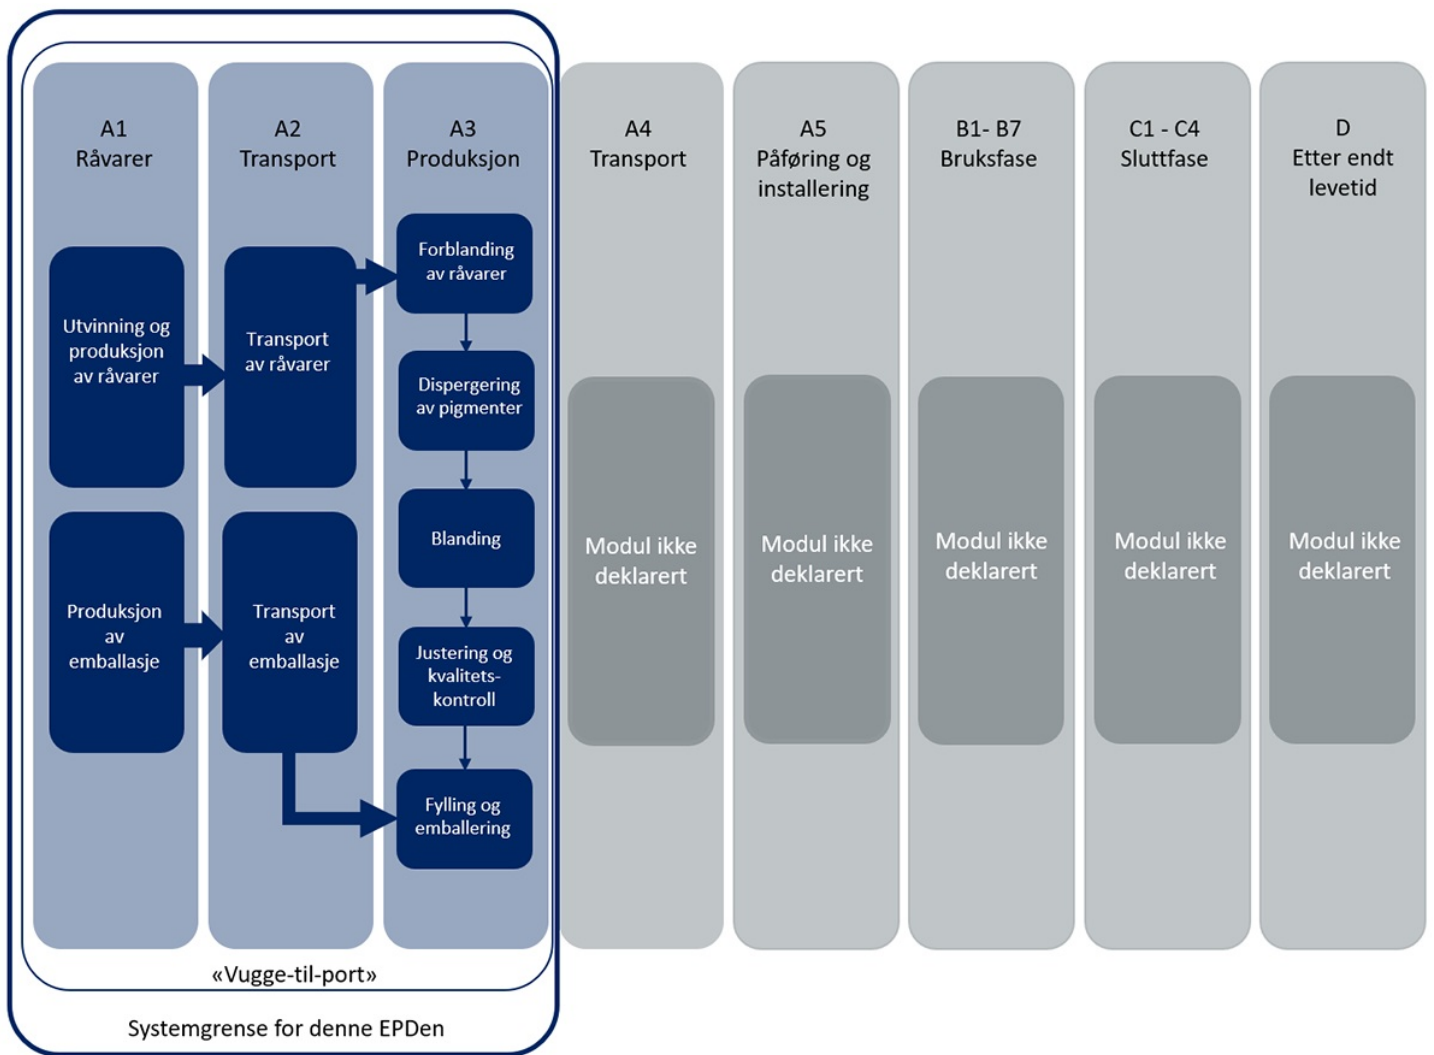 A1
Råvarer
Utvinning og
produksjon
av råvarer
Produksjon
av
emballasje
A2
Transport
Transport
av råvarer
Transport
av
emballasje
A3
Produksjon
Forblanding
av råvarer
Dispergering
av pigmenter
Blanding
Justering og
kvalitets-
kontroll
Fylling og
emballering
A4
Transport
Modul ikke
deklarert
A5
Påføring og
installering
Modul ikke
deklarert
B1- B7
Bruksfase
Modul ikke
deklarert
C1 - C4
Sluttfase
Modul ikke
deklarert
D
Etter endt
levetid
Modul ikke
deklarert
«Vugge-til-port»
Systemgrense for denne EPDen